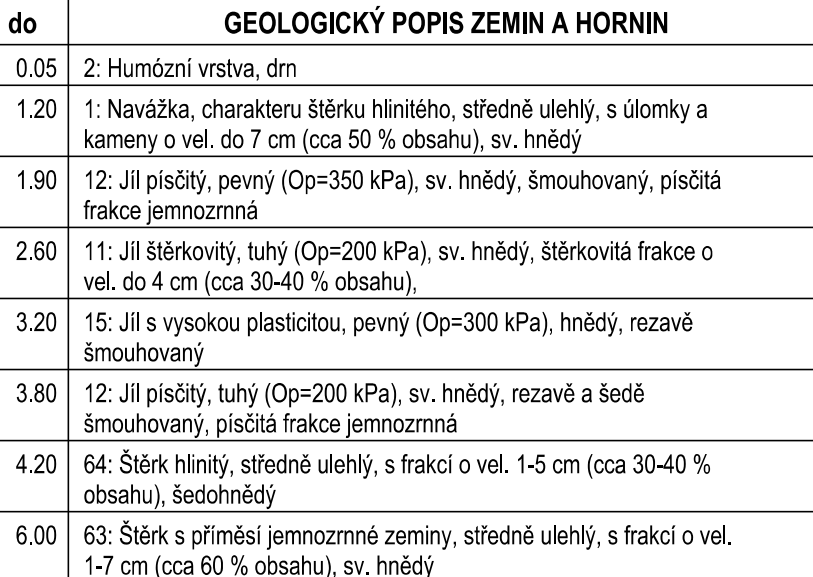 do GEOLOGICKÝ POPIS ZEMIN A HORNIN
0.05 2: Humózní vrstva, drn
1.20 1: Navážka, charakteru štěrku hlinitého, středně ulehlý, s úlomky a
kameny o vel. do 7 cm (cca 50 % obsahu), sv. hnědý
1.90 12: Jíl písčitý, pevný (Op=350 kPa), sv. hnědý, šmouhovaný, písčitá
frakce jemnozrnná
2.60 11: Jíl štěrkovitý, tuhý (Op=200 kPa), sv. hnědý, štěrkovitá frakce o
vel. do 4 cm (cca 30-40 % obsahu),
3.20 15: Jíl s vysokou plasticitou, pevný (Op=300 kPa), hnědý, rezavě
šmouhovaný
3.80 12: Jíl písčitý, tuhý (Op=200 kPa), sv. hnědý, rezavě a šedě
šmouhovaný, písčitá frakce jemnozrnná
4.20 64: Štěrk hlinitý, středně ulehlý, s frakcí o vel. 1-5 cm (cca 30-40 %
obsahu), šedohnědý
6.00 63: Štěrk s příměsí jemnozrnné zeminy, středně ulehlý, s frakcí o vel.
1-7 cm (cca 60 % obsahu), sv. hnědý